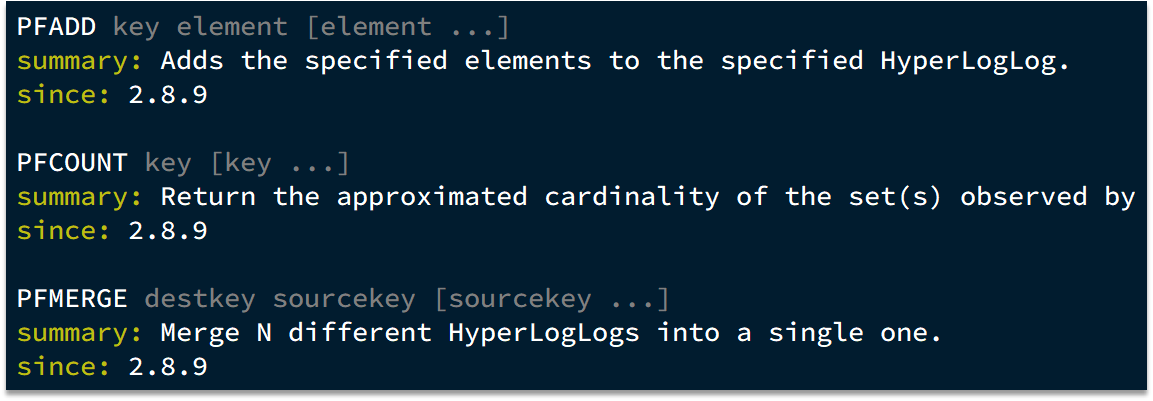 PFADD key element [element ...]
summary: Adds the specified elements to the specified HyperLogLog.
since: 2.8.9
PFCOUNT key [key ...]
summary: Return the approximated cardinality of the set(s) observed by
since: 2.8.9
PFMERGE destkey sourcekey [sourcekey ...]
summary: Merge N different HyperLogLogs into a single one.
since: 2.8.9